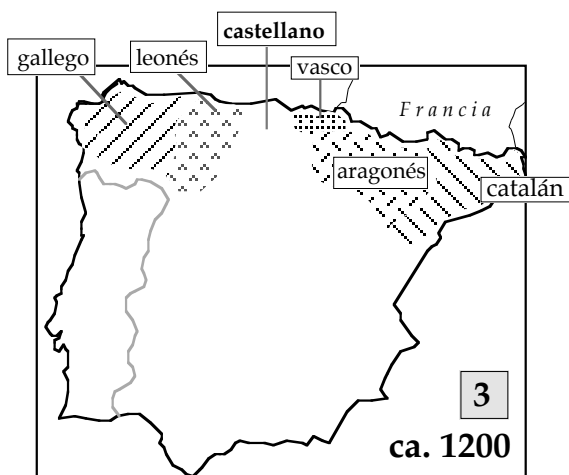 castellano
gallego
leonés
vasco
Francia
aragonés
catalán
3
ca. 1200